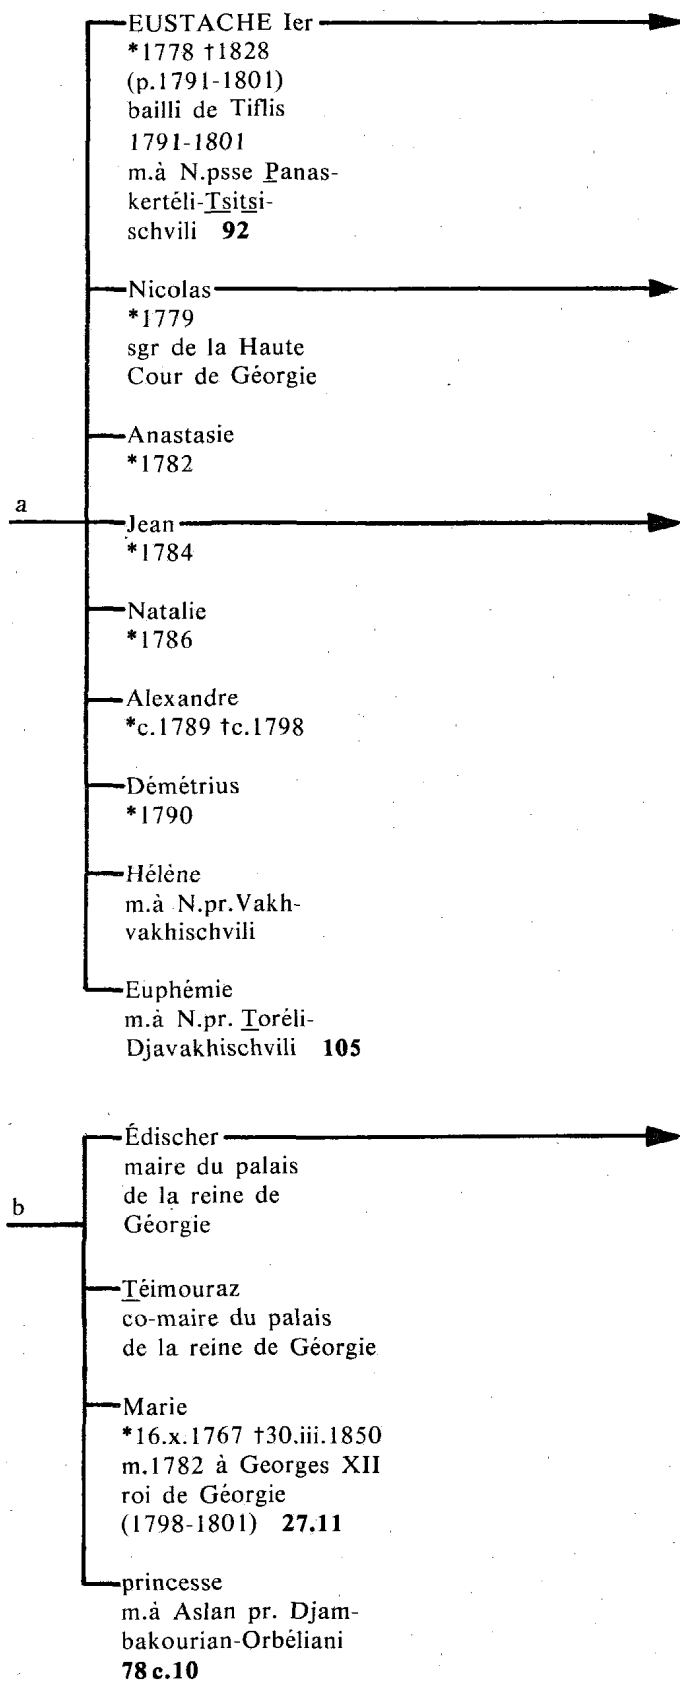 EUSTACHE Ier
*1778 †1828
(p.1791-1801)
bailli de Tiflis
1791-1801
m.à N.psse Panas-
kertéli-Tsitsi-
schvili 92
Nicolas
*1779
sgr de la Haute
Cour de Géorgie
Anastasie
*1782
a
Jean
*1784
Natalie
*1786
Alexandre
*c.1789 †c.1798
Démétrius
*1790
Hélène
m.à N.pr.Vakh-
vakhischvili
Euphémie
m.à N.pr. Toréli-
Djavakhischvili 105
b
Édischer
maire du palais
de la reine de
Géorgie
Téimouraz
co-maire du palais
de la reine de Géorgie
Marie
*16.x.1767 †30.iii.1850
m.1782 à Georges XII
roi de Géorgie
(1798-1801) 27.11
princesse
m.à Aslan pr. Djam-
bakourian-Orbéliani
78 c.10